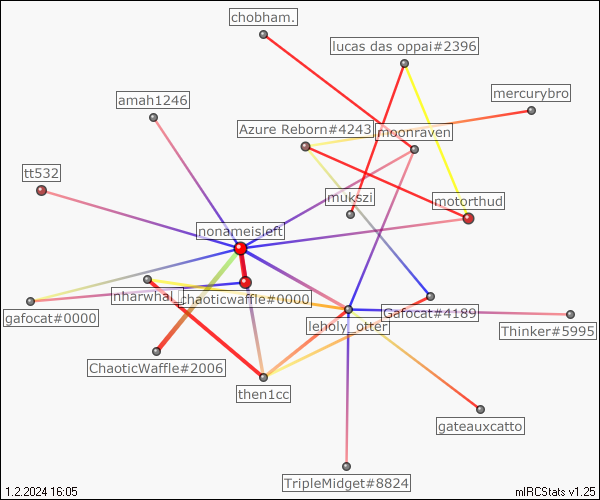 chobham.
lucas das oppai#2396
mercurybro
amah1246
Azure Reborn#4243
moonraven
tt532
mukszi
motorthud
nonameisleft
nharwhal_
chaoticwaffle#0000
gafocat#0000
Gafocat#4189
leholy_otter
Thinker#5995
ChaoticWaffle#2006
then1cc
gateauxcatto
TripleMidget#8824
1.2.2024 16:05
mIRCStats v1.25